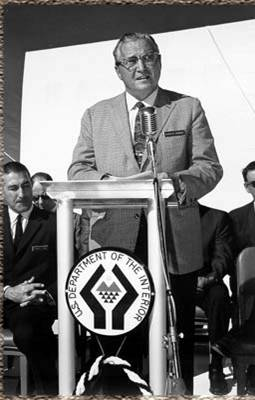 U.S. DEPARTMENT OF THE INTERIOR